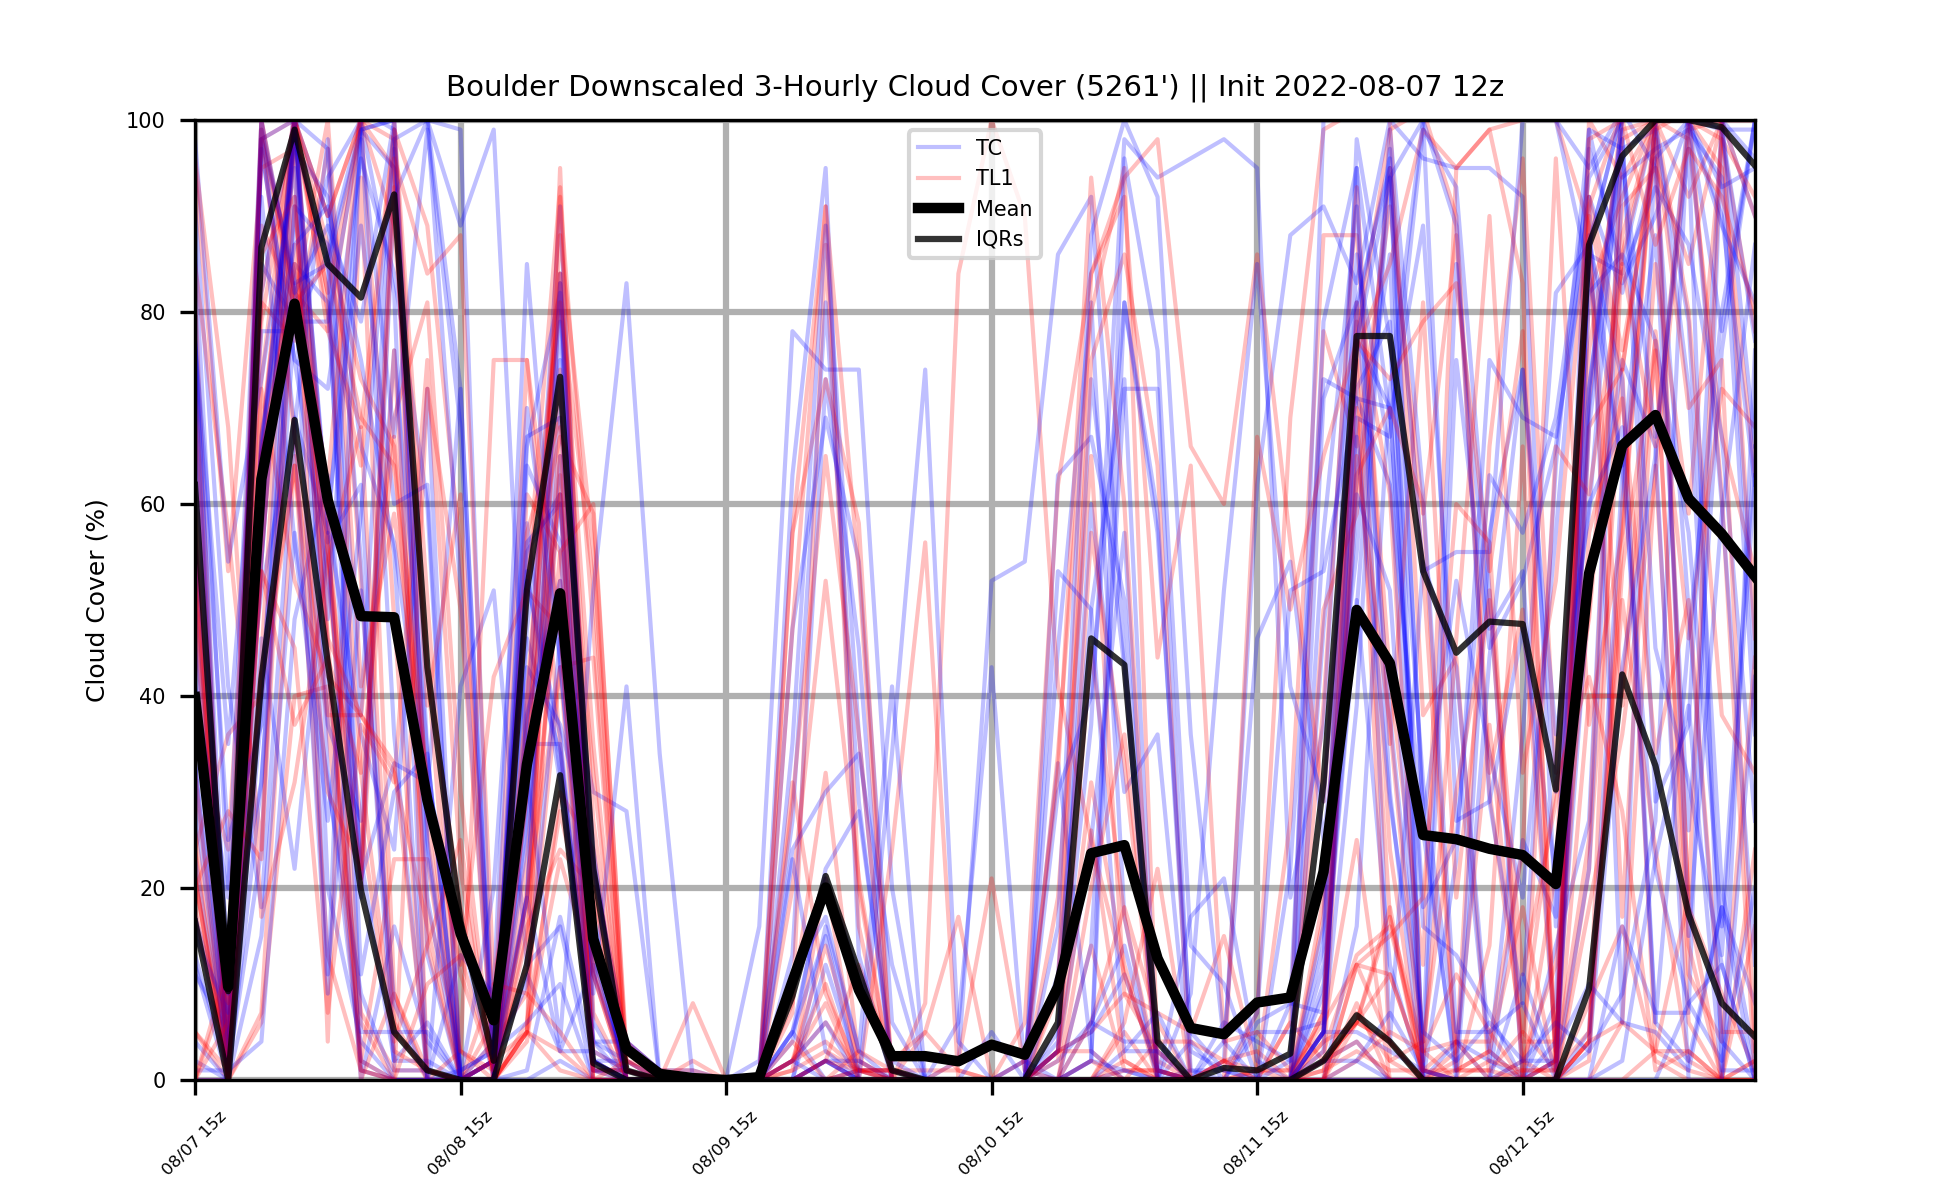 Boulder Downscaled 3-Hourly Cloud Cover (5261') || Init 2022-08-07 12z
Cloud Cover (%)
100
80
60
40
20
0
TC
TL1
Mean
IQRs
08/07 15z
08/08 15z
08/09 15z
08/10 15z
08/11 15z
08/12 15z